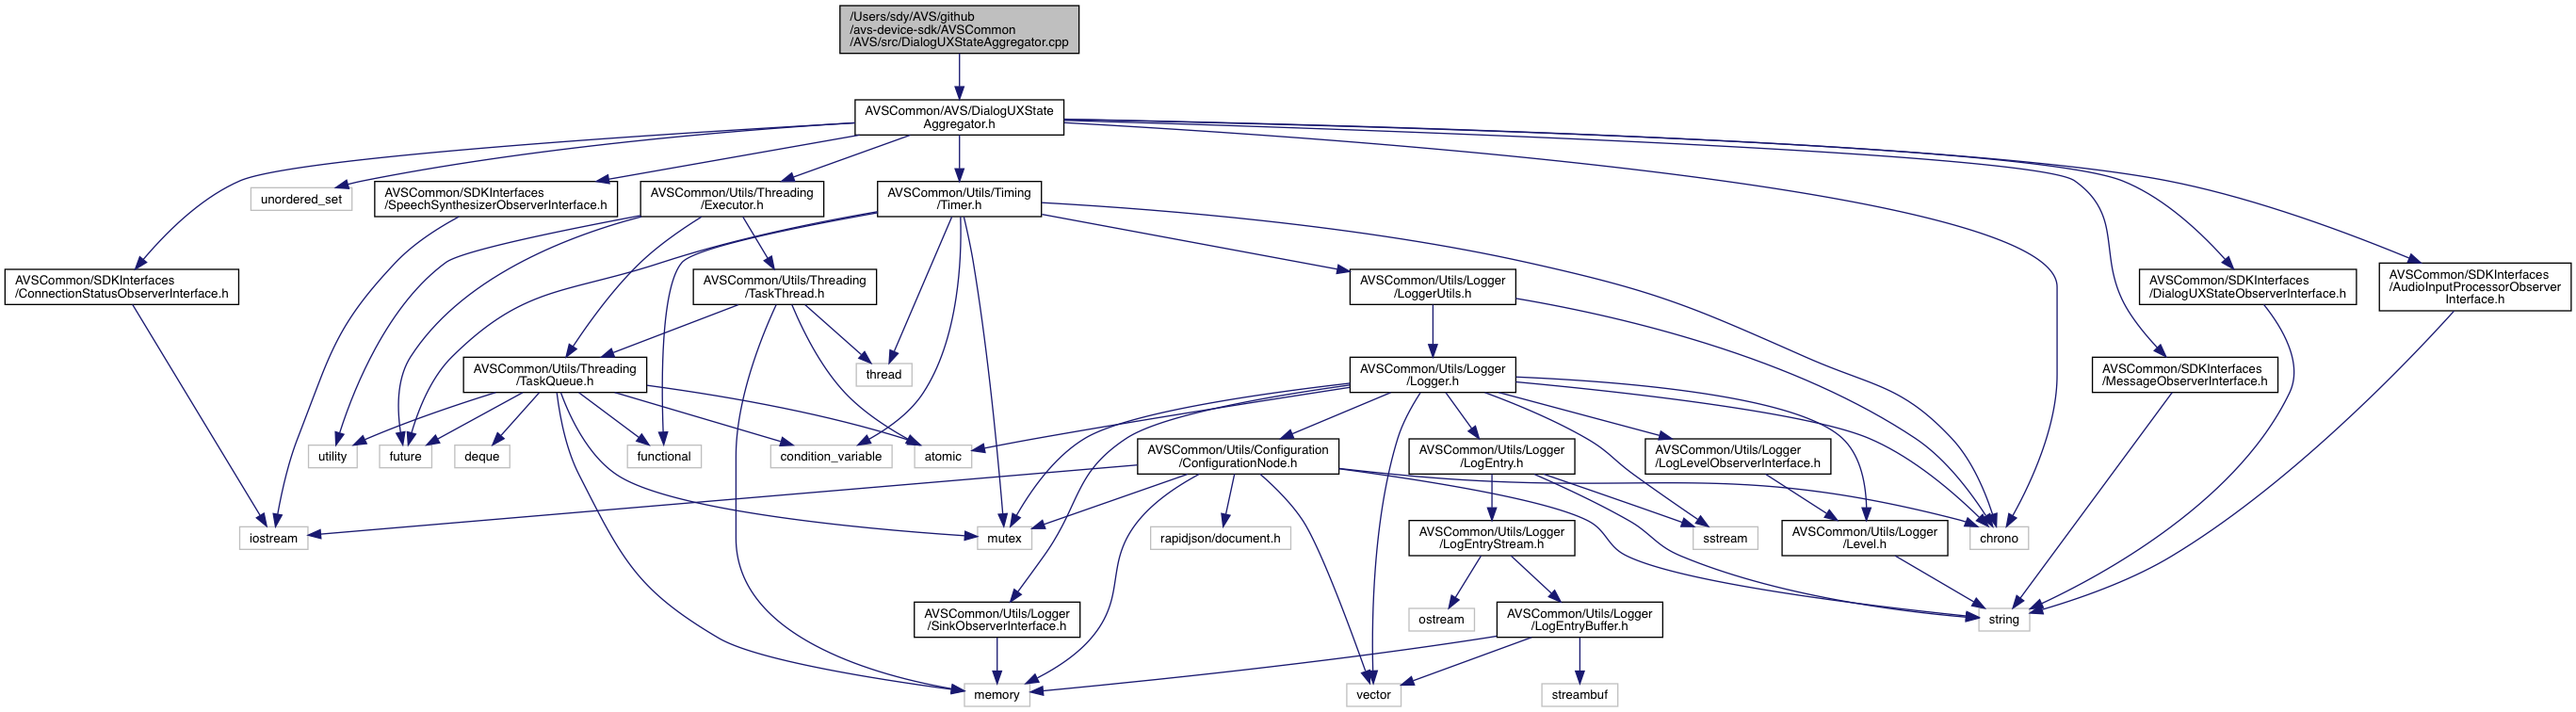 /Users/sdy/AVS/github
/avs-device-sdk/AVSCommon
/AVS/src/DialogUXStateAggregator.cpp
AVSCommon/AVS/DialogUXState
Aggregator.h
unordered_set
AVSCommon/SDKInterfaces
/SpeechSynthesizerObserverInterface.h
AVSCommon/Utils/Threading
/Executor.h
AVSCommon/Utils/Timing
/Timer.h
AVSCommon/SDKInterfaces
/ConnectionStatusObserverInterface.h
AVSCommon/Utils/Threading
/TaskThread.h
AVSCommon/Utils/Logger
/LoggerUtils.h
AVSCommon/SDKInterfaces
/DialogUXStateObserverInterface.h
AVSCommon/SDKInterfaces
/AudioInputProcessorObserver
Interface.h
AVSCommon/Utils/Threading
/TaskQueue.h
thread
AVSCommon/Utils/Logger
/Logger.h
AVSCommon/SDKInterfaces
/MessageObserverInterface.h
utility
future
deque
functional
condition_variable
atomic
AVSCommon/Utils/Configuration
/ConfigurationNode.h
AVSCommon/Utils/Logger
/LogEntry.h
AVSCommon/Utils/Logger
/LogLevelObserverInterface.h
iostream
mutex
rapidjson/document.h
AVSCommon/Utils/Logger
/LogEntryStream.h
sstream
AVSCommon/Utils/Logger
/Level.h
chrono
AVSCommon/Utils/Logger
/SinkObserverInterface.h
ostream
AVSCommon/Utils/Logger
/LogEntryBuffer.h
string
memory
vector
streambuf